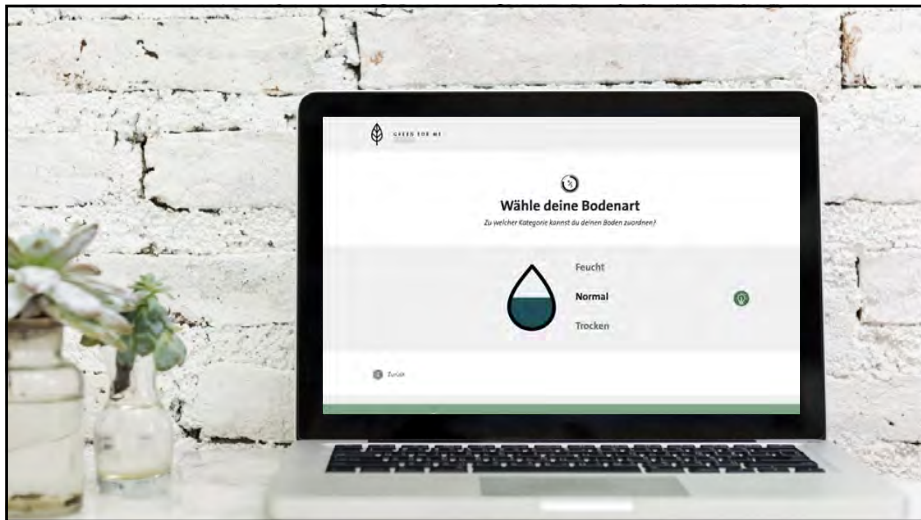 GREEN FOR ME
Wähle deine Bodenart
Zu welcher Kategorie kannst du deinen Boden zuordnen?
Feucht
Normal
Trocken
Zurück